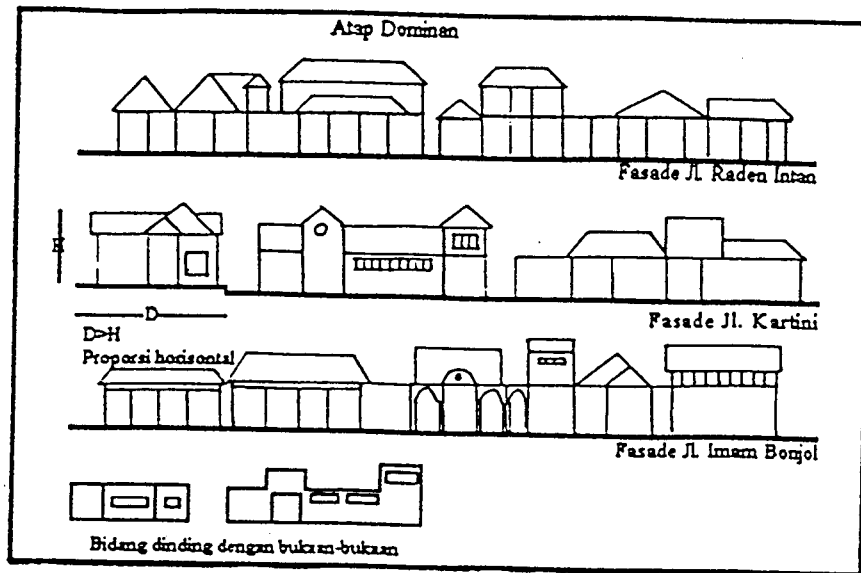 Atap Dominan
Fasade Jl. Raden Intan
H
D
Fasade Jl. Kartini
D>H
Proporsi horisontal
Fasade Jl. Imam Bonjol
Bidang dinding dengan bukaan-bukaan